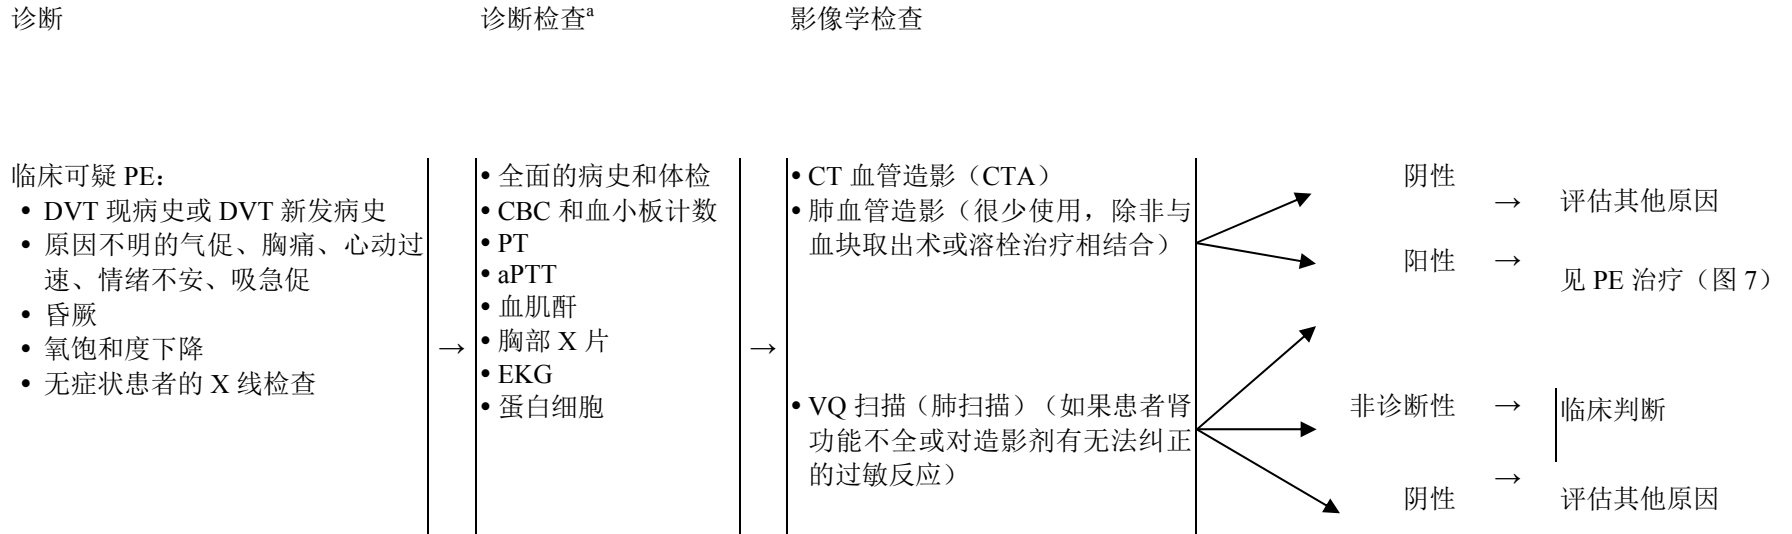 诊断
诊断检查a
影像学检查
临床可疑 PE：
• DVT 现病史或 DVT 新发病史
• 原因不明的气促、胸痛、心动过
速、情绪不安、吸急促
• 昏厥
• 氧饱和度下降
• 无症状患者的 X 线检查
→
• 全面的病史和体检
• CBC 和血小板计数
• PT
• aPTT
• 血肌酐
• 胸部 X 片
• EKG
• 蛋白细胞
→
• CT 血管造影（CTA）
• 肺血管造影（很少使用，除非与
血块取出术或溶栓治疗相结合）
• VQ 扫描（肺扫描）（如果患者肾
功能不全或对造影剂有无法纠正
的过敏反应）
阴性 → 评估其他原因
阳性 → 见 PE 治疗（图 7）
非诊断性 → 临床判断
阴性 → 评估其他原因